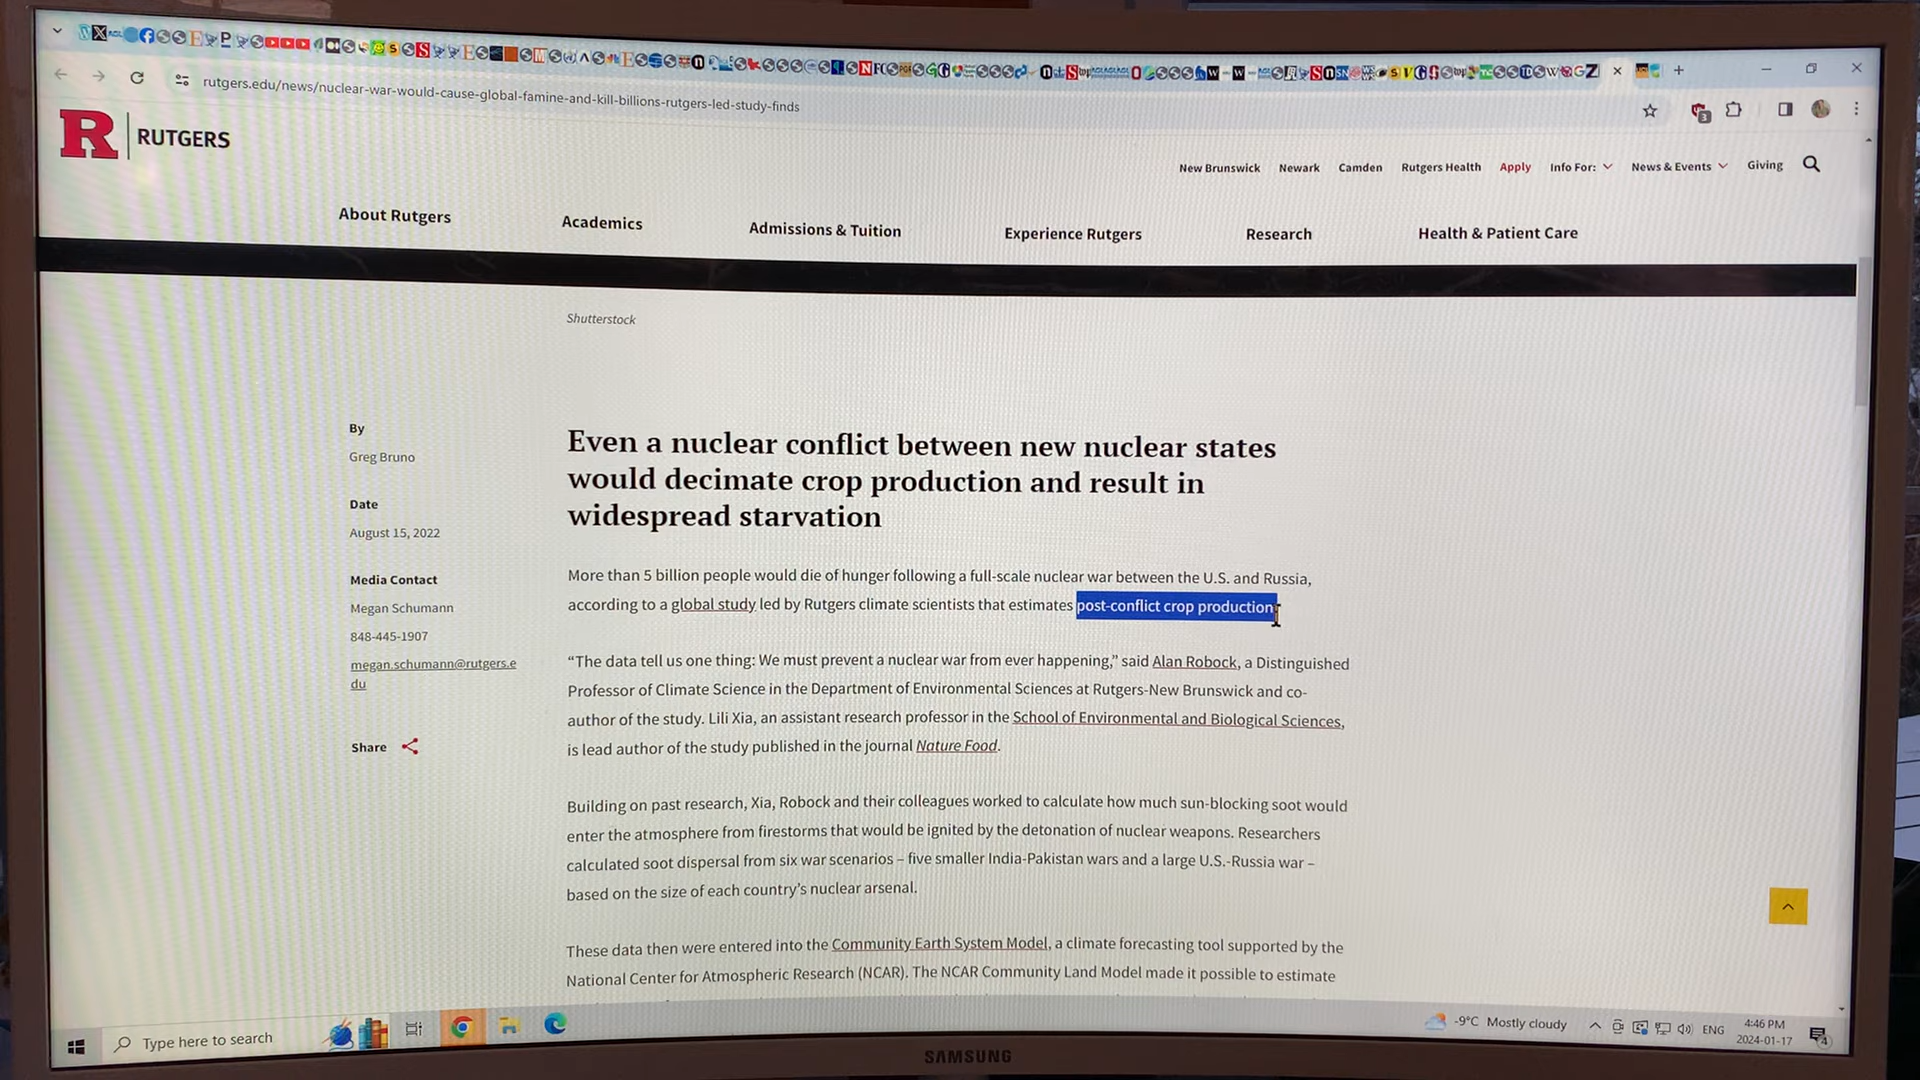 rutgers.edu/news/nuclear-war-would-cause-global-famine-and-kill-billions-rutgers-led-study-finds
3
R RUTGERS
New Brunswick Newark Camden Rutgers Health Apply Info For: News & Events Giving
About Rutgers Academics Admissions & Tuition Experience Rutgers Research Health & Patient Care
Shutterstock
By
Greg Bruno
Date
August 15, 2022
Media Contact
Megan Schumann
848-445-1907
megan.schumann@rutgers.e
du
Share
Even a nuclear conflict between new nuclear states
would decimate crop production and result in
widespread starvation
More than 5 billion people would die of hunger following a full-scale nuclear war between the U.S. and Russia,
according to a global study led by Rutgers climate scientists that estimates post-conflict crop production
“The data tell us one thing: We must prevent a nuclear war from ever happening,” said Alan Robock, a Distinguished
Professor of Climate Science in the Department of Environmental Sciences at Rutgers-New Brunswick and co-
author of the study. Lili Xia, an assistant research professor in the School of Environmental and Biological Sciences,
is lead author of the study published in the journal Nature Food.
Building on past research, Xia, Robock and their colleagues worked to calculate how much sun-blocking soot would
enter the atmosphere from firestorms that would be ignited by the detonation of nuclear weapons. Researchers
calculated soot dispersal from six war scenarios – five smaller India-Pakistan wars and a large U.S.-Russia war –
based on the size of each country’s nuclear arsenal.
These data then were entered into the Community Earth System Model, a climate forecasting tool supported by the
National Center for Atmospheric Research (NCAR). The NCAR Community Land Model made it possible to estimate
Type here to search
-9°C Mostly cloudy
ENG
4:46 PM
2024-01-17
4
SAMSUNG